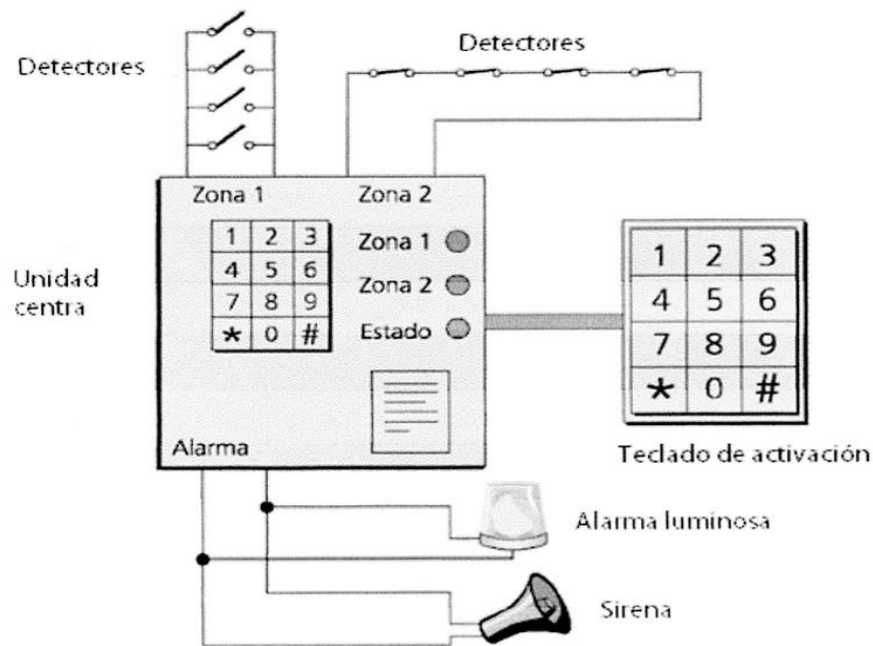 Detectores
Detectores
Zona 1 Zona 2
1 2 3
4 5 6
7 8 9
* 0 #
Zona 1
Zona 2
Estado
Unidad
centra
1 2 3
4 5 6
7 8 9
* 0 #
Teclado de activación
Alarma
Alarma luminosa
Sirena